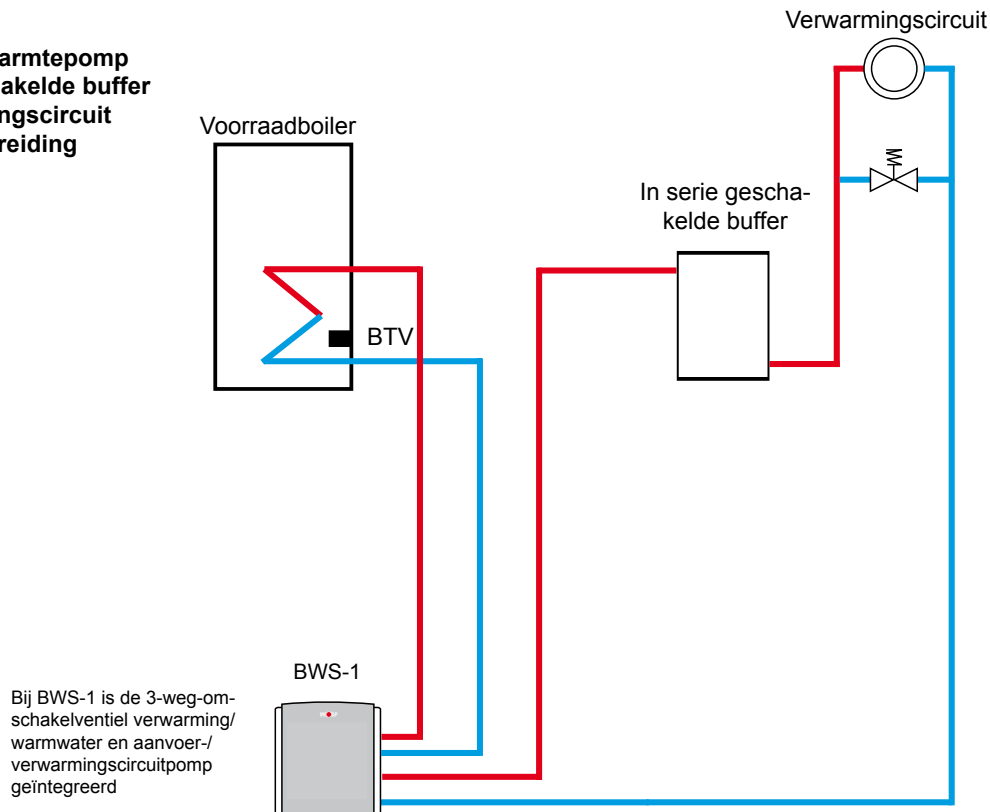 Verwarmingscircuit
armtepomp
akelde buffer
ngscircuit
reiding
Voorraadboiler
In serie gescha-
kelde buffer
BTV
BWS-1
Bij BWS-1 is de 3-weg-om-
schakelventiel verwarming/
warmwater en aanvoer-/
verwarmingscircuitpomp
geïntegreerd